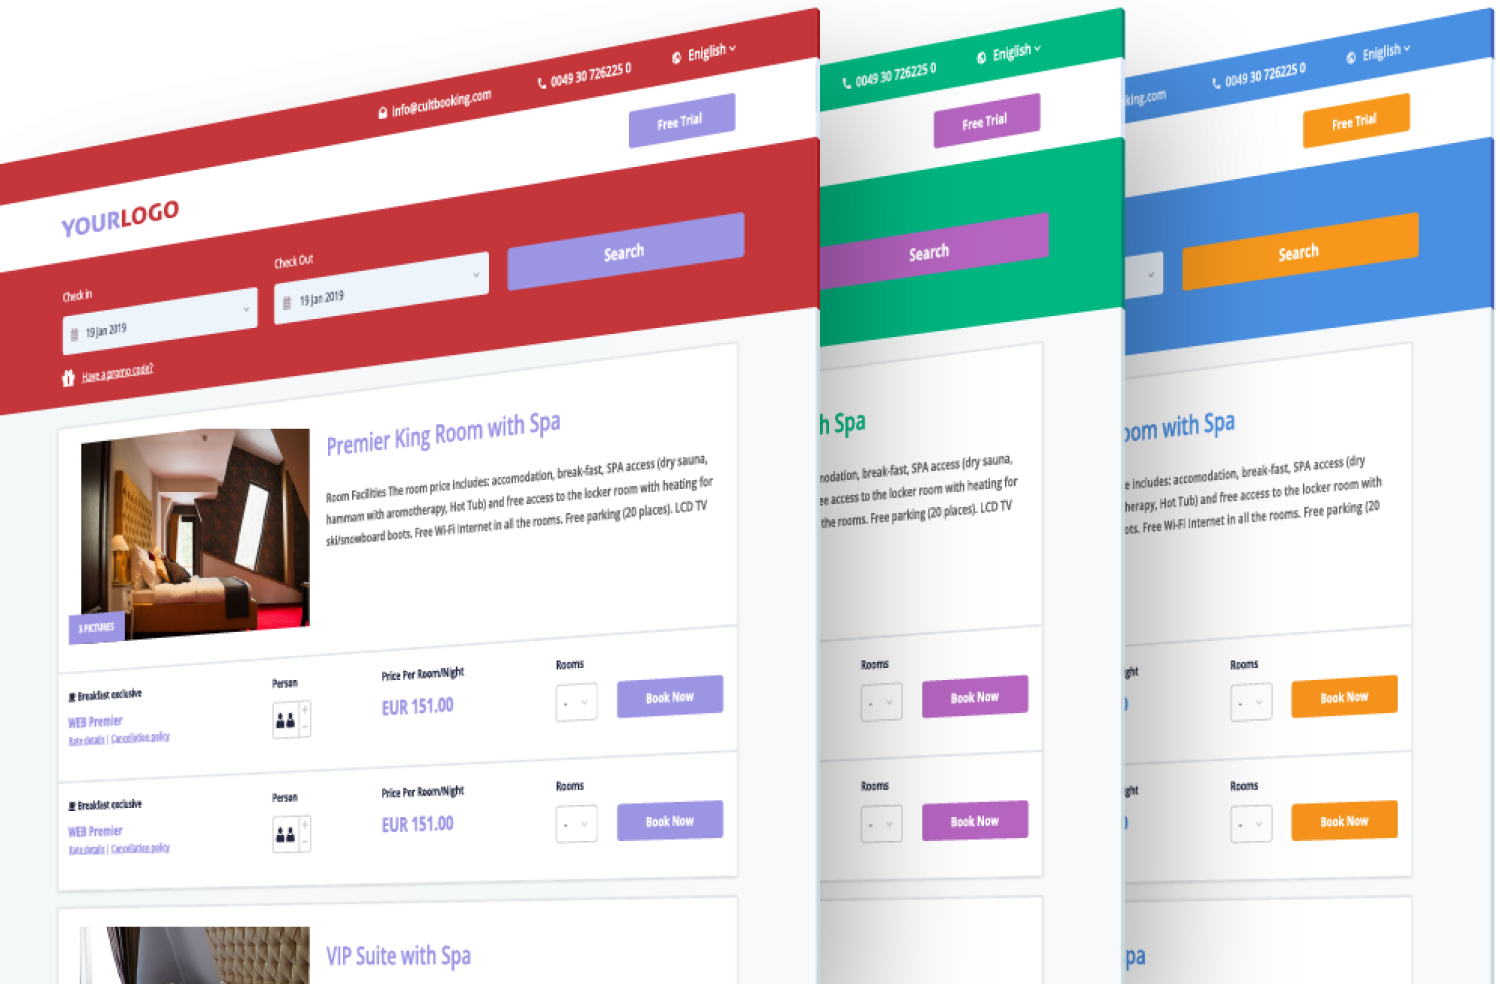 info@cultbooking.com
0049 30 726225 0
Eniglish
Free Trial
YOURLOGO
Check in
19 Jan 2019
Check Out
19 Jan 2019
Search
Have a promo code?
Premier King Room with Spa
Room Facilities The room price includes: accomodation, break-fast, SPA access (dry sauna,
hammam with aromotherapy, Hot Tub) and free access to the locker room with heating for
ski/snowboard boots. Free Wi-Fi Internet in all the rooms. Free parking (20 places). LCD TV
5 PICTURES
Breakfast exclusive
WEB Premier
Rate details | Cancellation policy
Person
Price Per Room/Night
EUR 151.00
Rooms
-
Book Now
Breakfast exclusive
WEB Premier
Rate details | Cancellation policy
Person
Price Per Room/Night
EUR 151.00
Rooms
-
Book Now
VIP Suite with Spa
0049 30 726225 0
Eniglish
Free Trial
Search
h Spa
nodation, break-fast, SPA access (dry sauna,
ee access to the locker room with heating for
the rooms. Free parking (20 places). LCD TV
Rooms
-
Book Now
Rooms
-
Book Now
king.com
0049 30 726225 0
Eniglish
Free Trial
Search
oom with Spa
e includes: accomodation, break-fast, SPA access (dry
herapy, Hot Tub) and free access to the locker room with
ots. Free Wi-Fi Internet in all the rooms. Free parking (20
ght
Rooms
-
Book Now
ght
Rooms
-
Book Now
pa